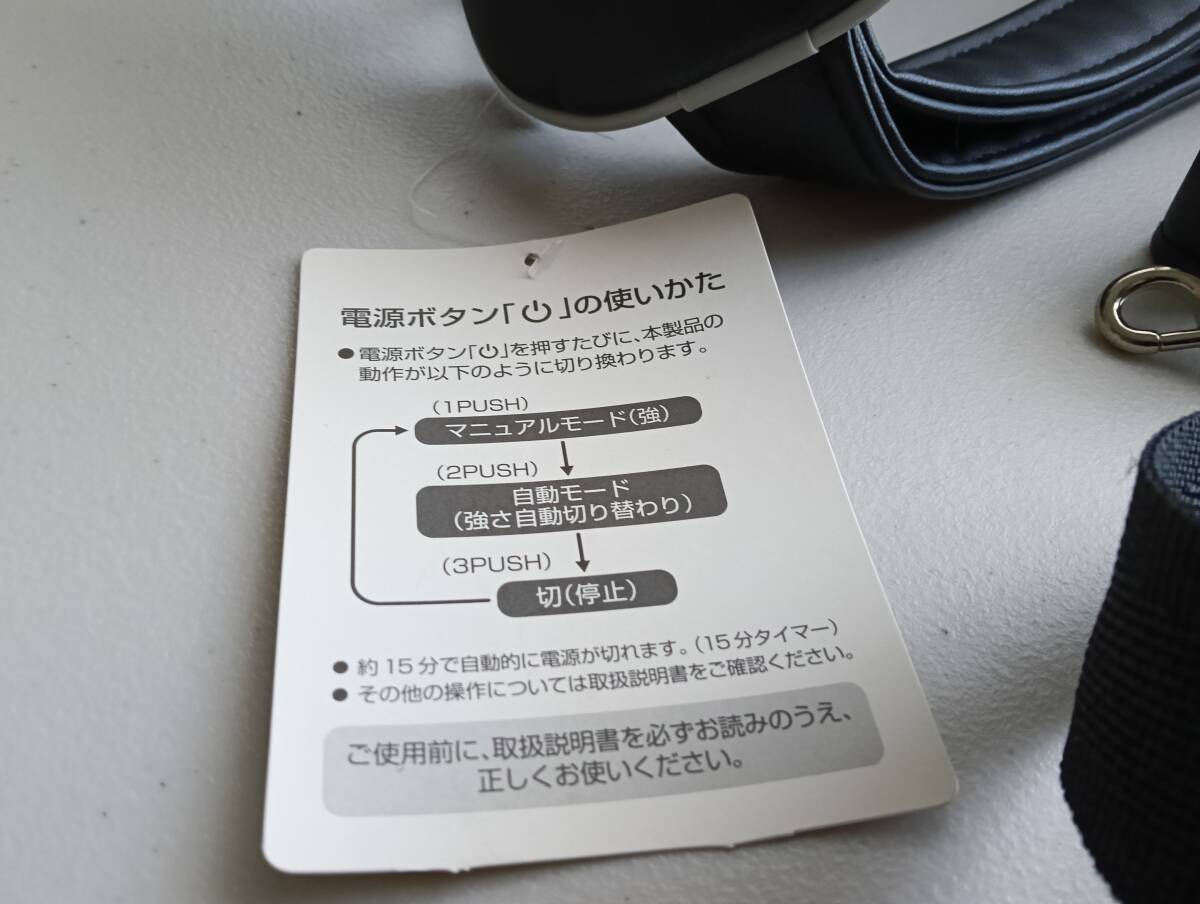 電源ボタン「⏻」の使いかた
●電源ボタン「⏻」を押すたびに、本製品の
動作が以下のように切り換わります。
(1PUSH)
マニュアルモード(強)
(2PUSH)
自動モード
(強さ自動切り替わり)
(3PUSH)
切(停止)
●約15分で自動的に電源が切れます。(15分タイマー)
●その他の操作については取扱説明書をご確認ください。
ご使用前に、取扱説明書を必ずお読みのうえ、
正しくお使いください。